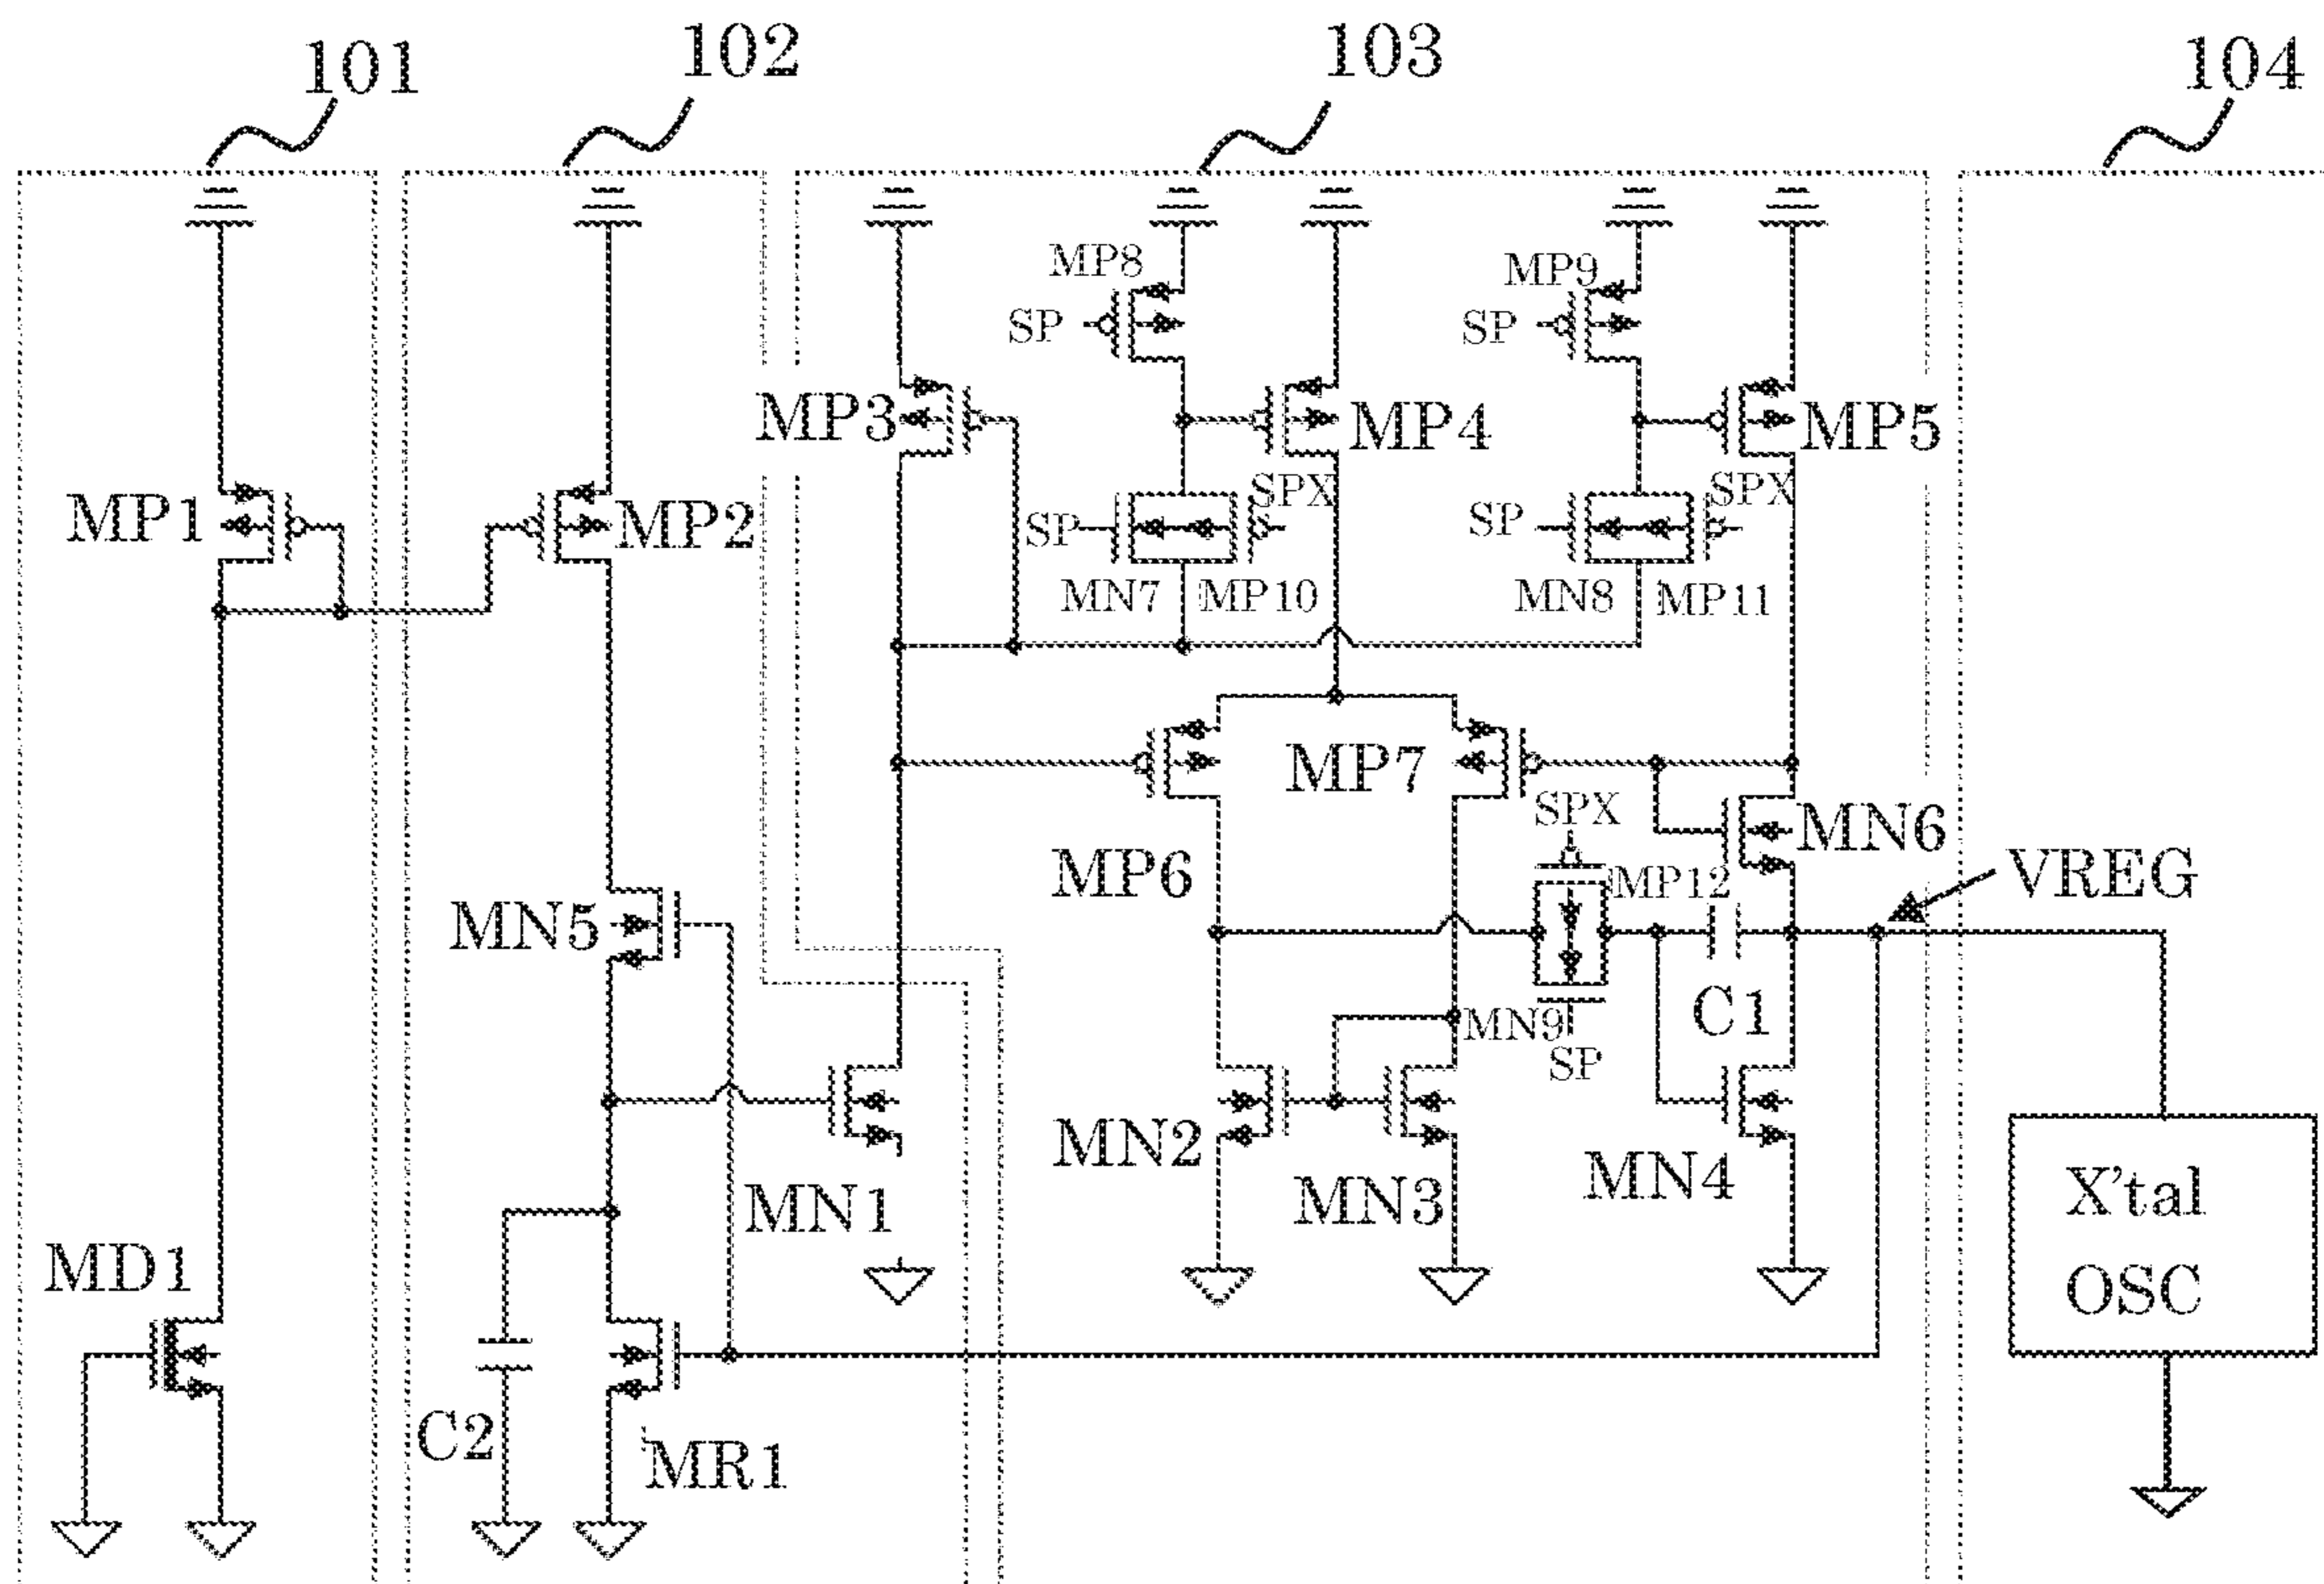 101
102
103
104
MP8
MP9
SP
SP
MP3
MP4
MP5
MP1
MP2
SPX
SPX
SP
SP
MN7
MP10
MN8
MP11
MP7
SPX
MN6
MP6
MP12
VREG
MN5
C1
MN9
SP
MN2
MN1
MN3
MN4
X'tal
OSC
MD1
C2
MR1